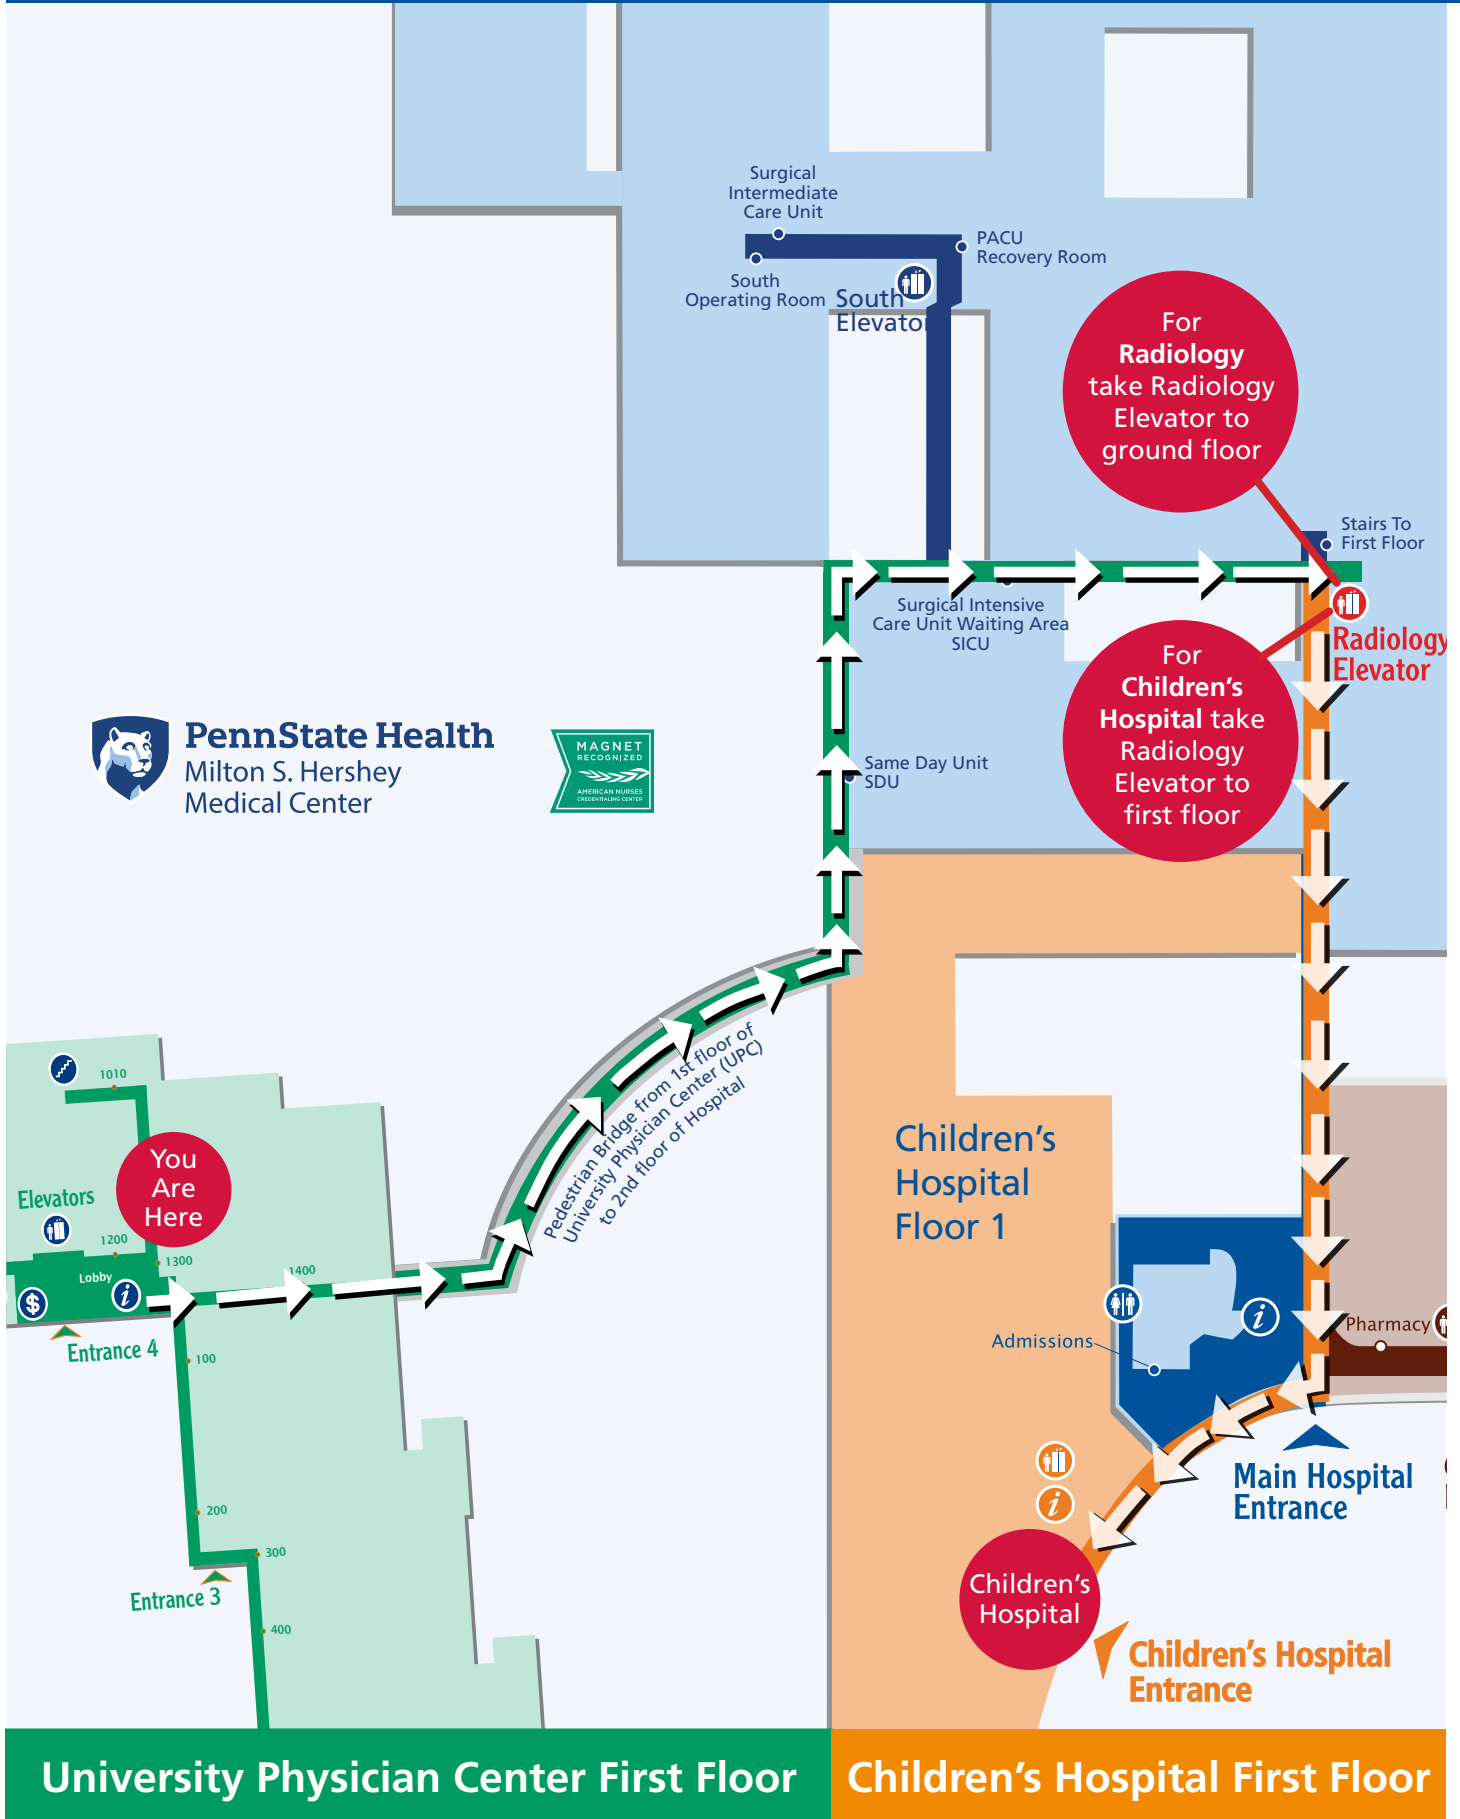 Surgical
Intermediate
Care Unit
PACU
Recovery Room
South
Operating Room
South
Elevator
For
Radiology
take Radiology
Elevator to
ground floor
Stairs To
First Floor
Surgical Intensive
Care Unit Waiting Area
SICU
Radiology
Elevator
For
Children's
Hospital take
Radiology
Elevator to
first floor
PennState Health
Milton S. Hershey
Medical Center
MAGNET
RECOGNIZED
AMERICAN NURSES
CREDENTIALING CENTER
Same Day Unit
SDU
Pedestrian Bridge from 1st floor of
University Physician Center (UPC)
to 2nd floor of Hospital
1010
You
Are
Here
Elevators
1200
1300
Lobby
1400
$
i
Entrance 4
100
200
300
Entrance 3
400
Children's
Hospital
Floor 1
i
Admissions
Pharmacy
Main Hospital
Entrance
i
Children's
Hospital
Children's Hospital
Entrance
University Physician Center First Floor
Children's Hospital First Floor